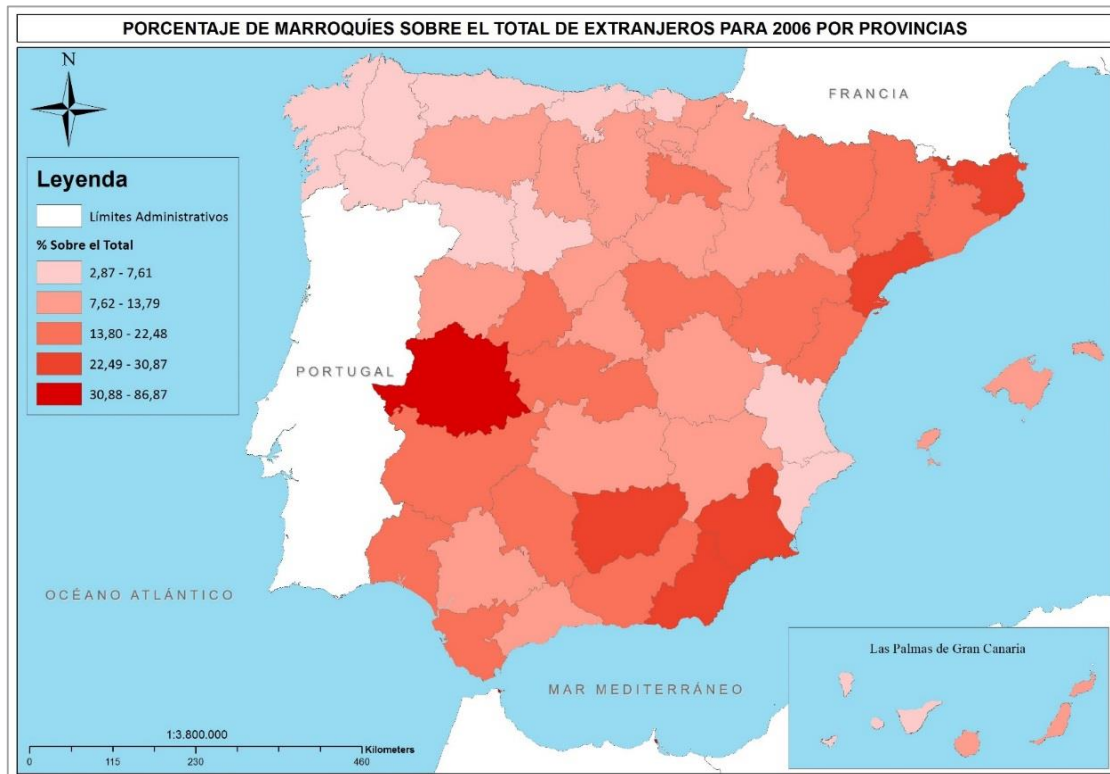 PORCENTAJE DE MARROQUÍES SOBRE EL TOTAL DE EXTRANJEROS PARA 2006 POR PROVINCIAS
N
FRANCIA
Leyenda
Límites Administrativos
% Sobre el Total
2,87 - 7,61
7,62 - 13,79
13,80 - 22,48
22,49 - 30,87
30,88 - 86,87
PORTUGAL
OCÉANO ATLÁNTICO
MAR MEDITERRÁNEO
Las Palmas de Gran Canaria
1:3.800.000
Kilometers
0 115 230 460